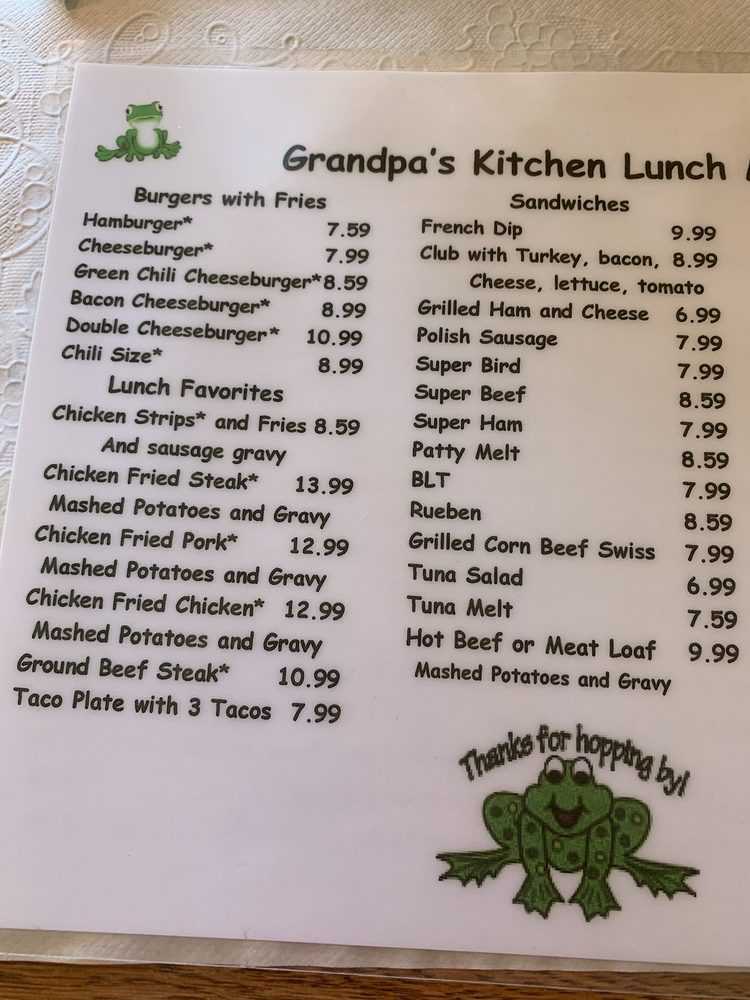 Grandpa's Kitchen Lunch
Burgers with Fries
Hamburger* 7.59
Cheeseburger* 7.99
Green Chili Cheeseburger* 8.59
Bacon Cheeseburger* 8.99
Double Cheeseburger* 10.99
Chili Size* 8.99
Lunch Favorites
Chicken Strips* and Fries 8.59
And sausage gravy
Chicken Fried Steak* 13.99
Mashed Potatoes and Gravy
Chicken Fried Pork* 12.99
Mashed Potatoes and Gravy
Chicken Fried Chicken* 12.99
Mashed Potatoes and Gravy
Ground Beef Steak* 10.99
Taco Plate with 3 Tacos 7.99
Sandwiches
French Dip 9.99
Club with Turkey, bacon, 8.99
Cheese, lettuce, tomato
Grilled Ham and Cheese 6.99
Polish Sausage 7.99
Super Bird 7.99
Super Beef 8.59
Super Ham 7.99
Patty Melt 8.59
BLT 7.99
Rueben 8.59
Grilled Corn Beef Swiss 7.99
Tuna Salad 6.99
Tuna Melt 7.59
Hot Beef or Meat Loaf 9.99
Mashed Potatoes and Gravy
Thanks for hopping by!